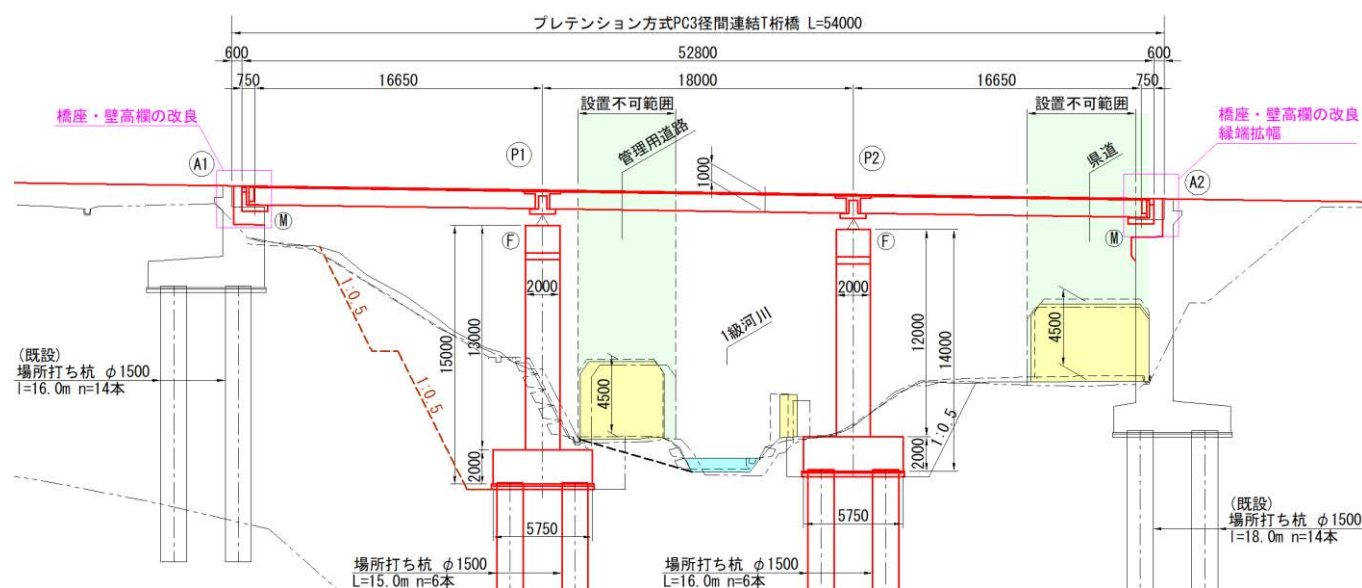 プレテンション方式PC3径間連結T桁橋 L=54000
600
52800
600
750
16650
18000
16650
750
設置不可範囲
設置不可範囲
橋座・壁高欄の改良
橋座・壁高欄の改良
縁端拡幅
管理用道路
県道
A1
P1
P2
A2
1000
M
F
F
M
1:0.5
1:0.5
15000
13000
2000
2000
1級河川
12000
14000
4500
4500
1:0.5
2000
2000
(既設)
場所打ち杭 φ1500
l=16.0m n=14本
5750
5750
(既設)
場所打ち杭 φ1500
l=18.0m n=14本
場所打ち杭 φ1500
L=15.0m n=6本
場所打ち杭 φ1500
L=16.0m n=6本